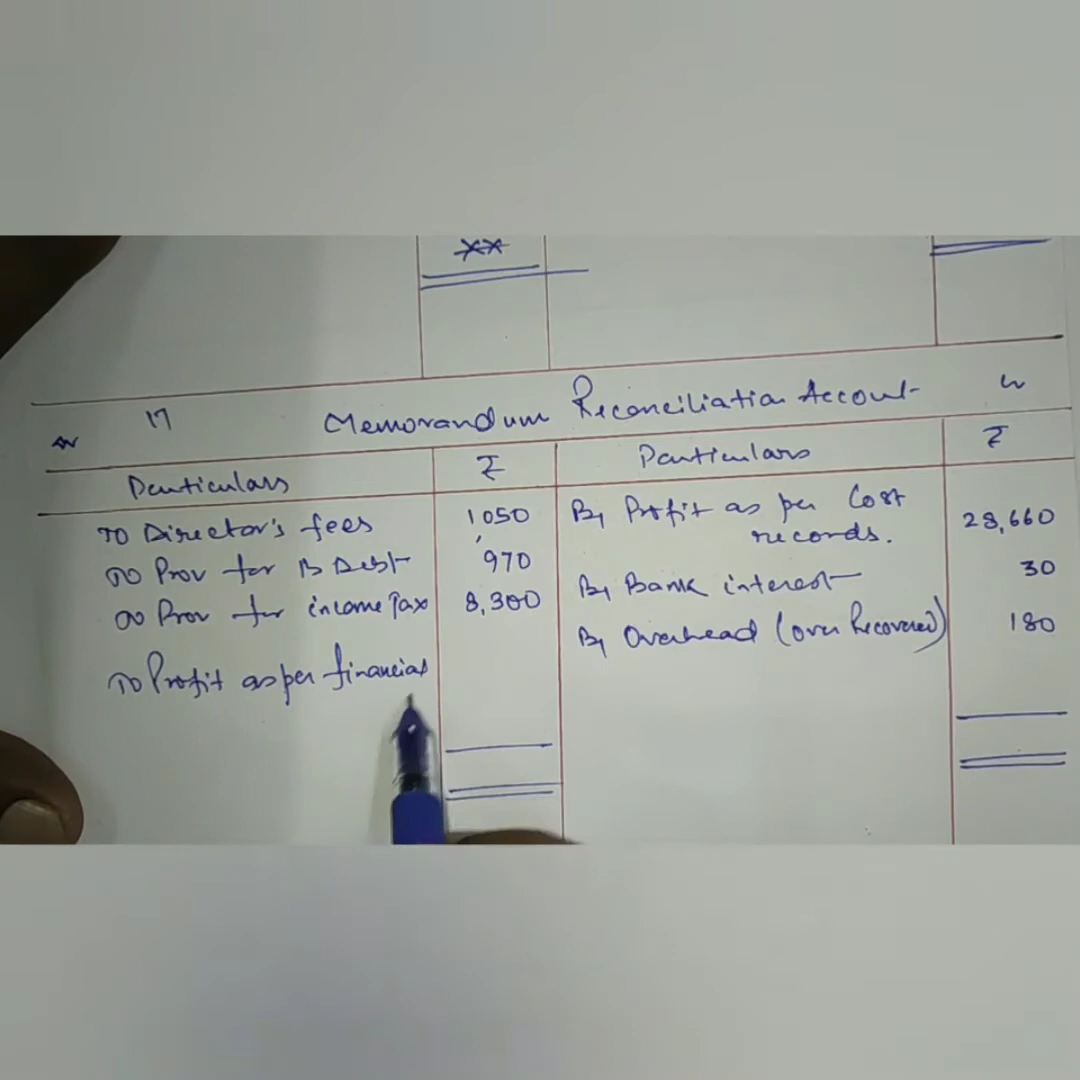 ✶✶
17 Memorandum Reconciliation Account
Particulars ₹ Particulars ₹
To Director's fees 1050 By Profit as per Cost
records. 28,660
To Prov for B Debt 970 By Bank interest 30
To Prov for income Tax 8,300 By Overhead (over Recovered) 180
To Profit as per financial